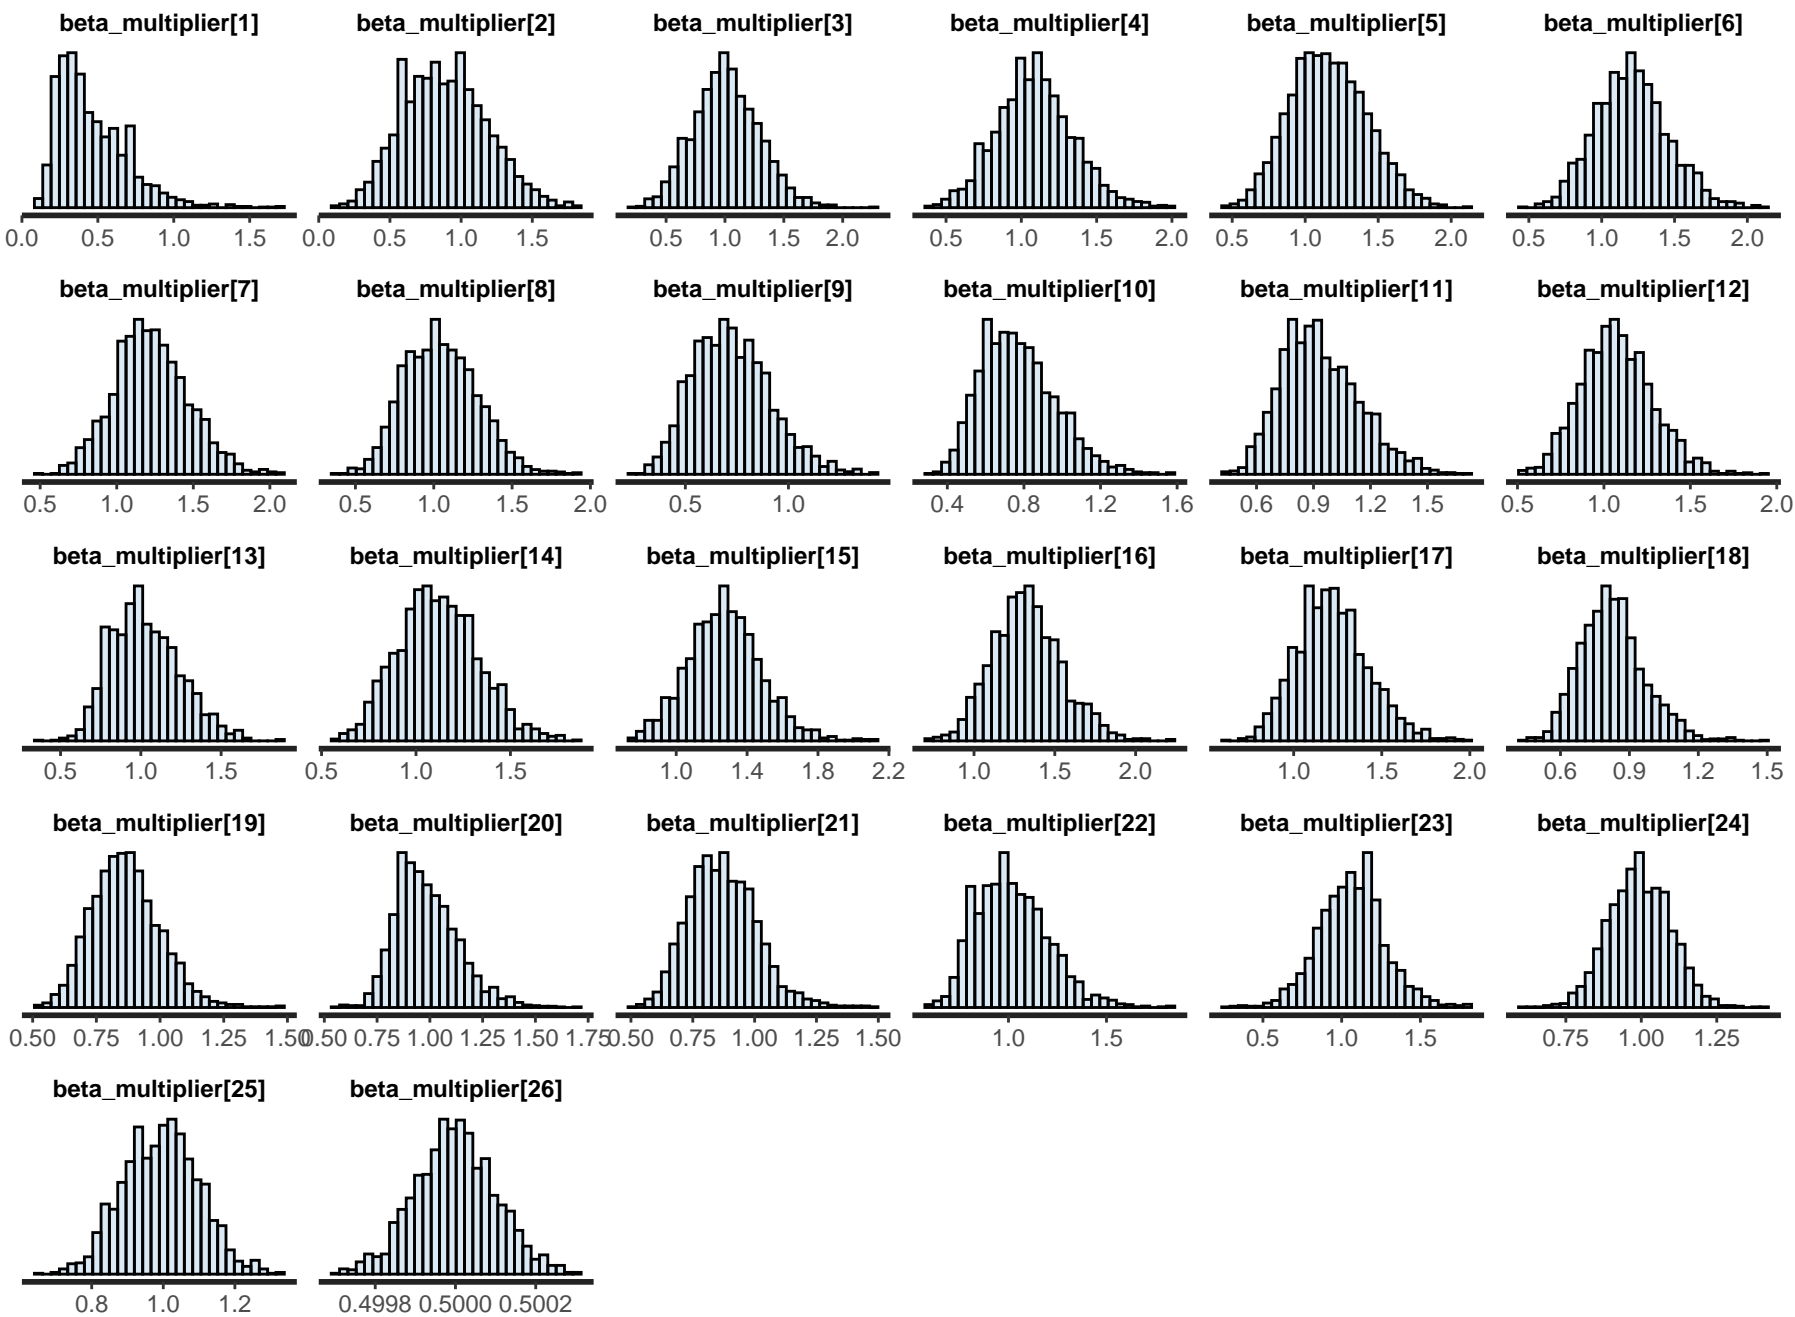 beta_multiplier[1] beta_multiplier[2] beta_multiplier[3] beta_multiplier[4] beta_multiplier[5] beta_multiplier[6]
0.0 0.5 1.0 1.5 0.0 0.5 1.0 1.5 0.5 1.0 1.5 2.0 0.5 1.0 1.5 2.0 0.5 1.0 1.5 2.0 0.5 1.0 1.5 2.0
beta_multiplier[7] beta_multiplier[8] beta_multiplier[9] beta_multiplier[10] beta_multiplier[11] beta_multiplier[12]
0.5 1.0 1.5 2.0 0.5 1.0 1.5 2.0 0.5 1.0 0.4 0.8 1.2 1.6 0.6 0.9 1.2 1.5 0.5 1.0 1.5 2.0
beta_multiplier[13] beta_multiplier[14] beta_multiplier[15] beta_multiplier[16] beta_multiplier[17] beta_multiplier[18]
0.5 1.0 1.5 0.5 1.0 1.5 1.0 1.4 1.8 2.2 1.0 1.5 2.0 1.0 1.5 2.0 0.6 0.9 1.2 1.5
beta_multiplier[19] beta_multiplier[20] beta_multiplier[21] beta_multiplier[22] beta_multiplier[23] beta_multiplier[24]
0.50 0.75 1.00 1.25 1.50 0.50 0.75 1.00 1.25 1.50 1.75 0.50 0.75 1.00 1.25 1.50 1.0 1.5 0.5 1.0 1.5 0.75 1.00 1.25
beta_multiplier[25] beta_multiplier[26]
0.8 1.0 1.2 0.4998 0.5000 0.5002